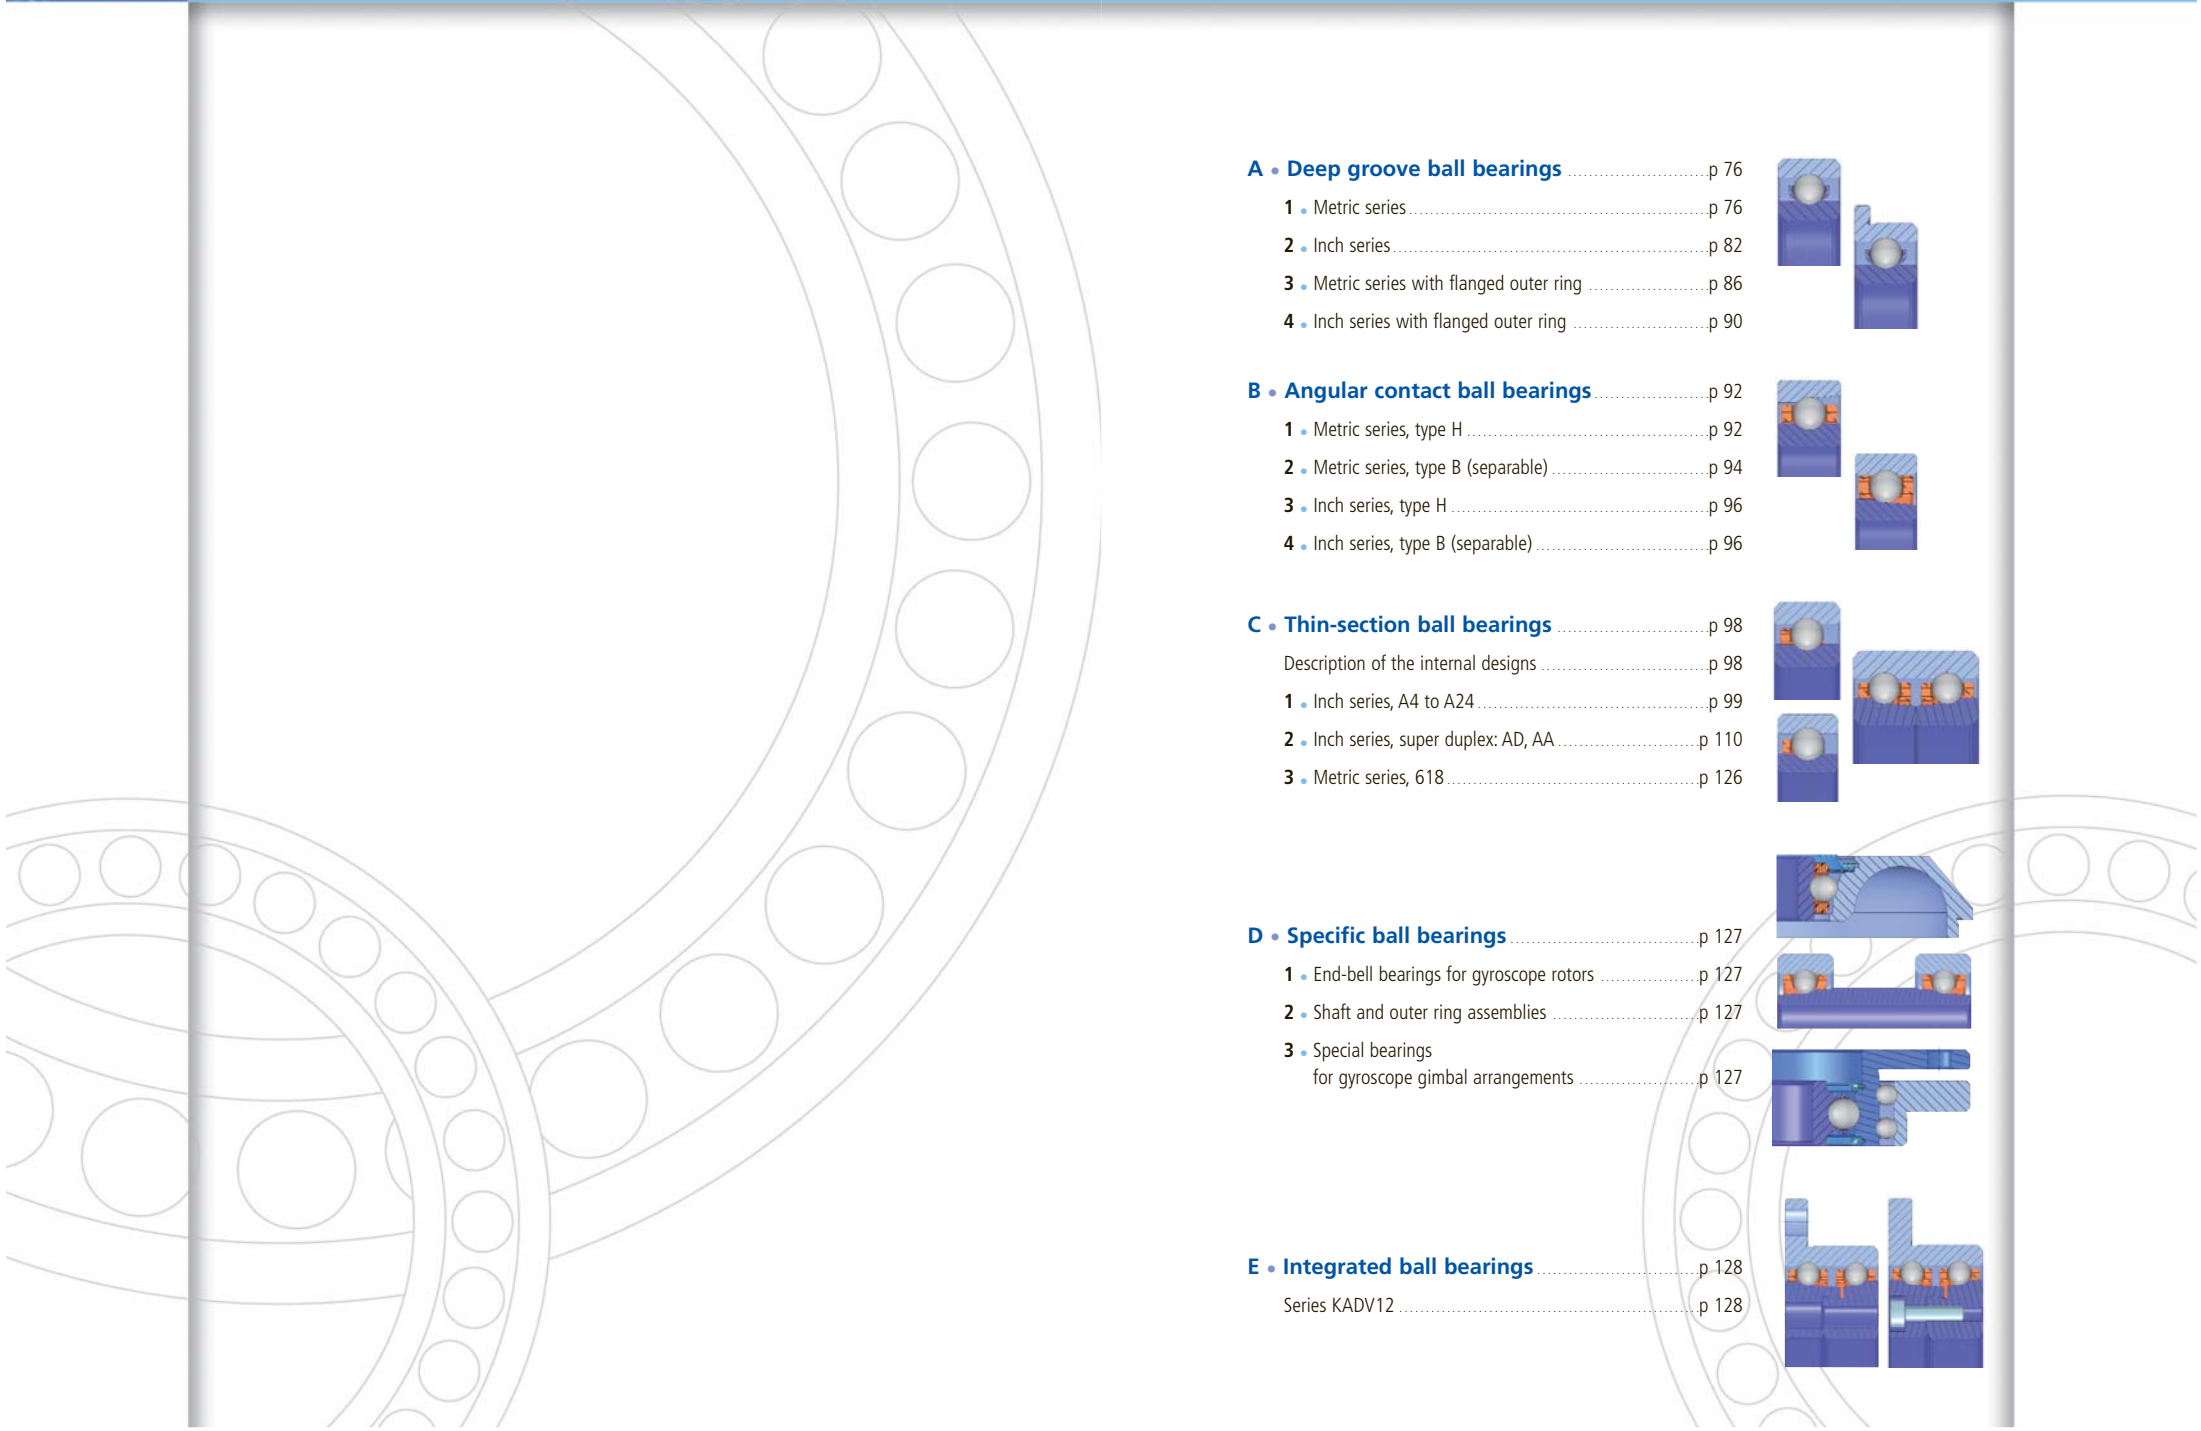 A • Deep groove ball bearings ........................... p 76
1 • Metric series ........................... p 76
2 • Inch series ........................... p 82
3 • Metric series with flanged outer ring ........................... p 86
4 • Inch series with flanged outer ring ........................... p 90
B • Angular contact ball bearings ........................... p 92
1 • Metric series, type H ........................... p 92
2 • Metric series, type B (separable) ........................... p 94
3 • Inch series, type H ........................... p 96
4 • Inch series, type B (separable) ........................... p 96
C • Thin-section ball bearings ........................... p 98
Description of the internal designs ........................... p 98
1 • Inch series, A4 to A24 ........................... p 99
2 • Inch series, super duplex: AD, AA ........................... p 110
3 • Metric series, 618 ........................... p 126
D • Specific ball bearings ........................... p 127
1 • End-bell bearings for gyroscope rotors ........................... p 127
2 • Shaft and outer ring assemblies ........................... p 127
3 • Special bearings
for gyroscope gimbal arrangements ........................... p 127
E • Integrated ball bearings ........................... p 128
Series KADV12 ........................... p 128